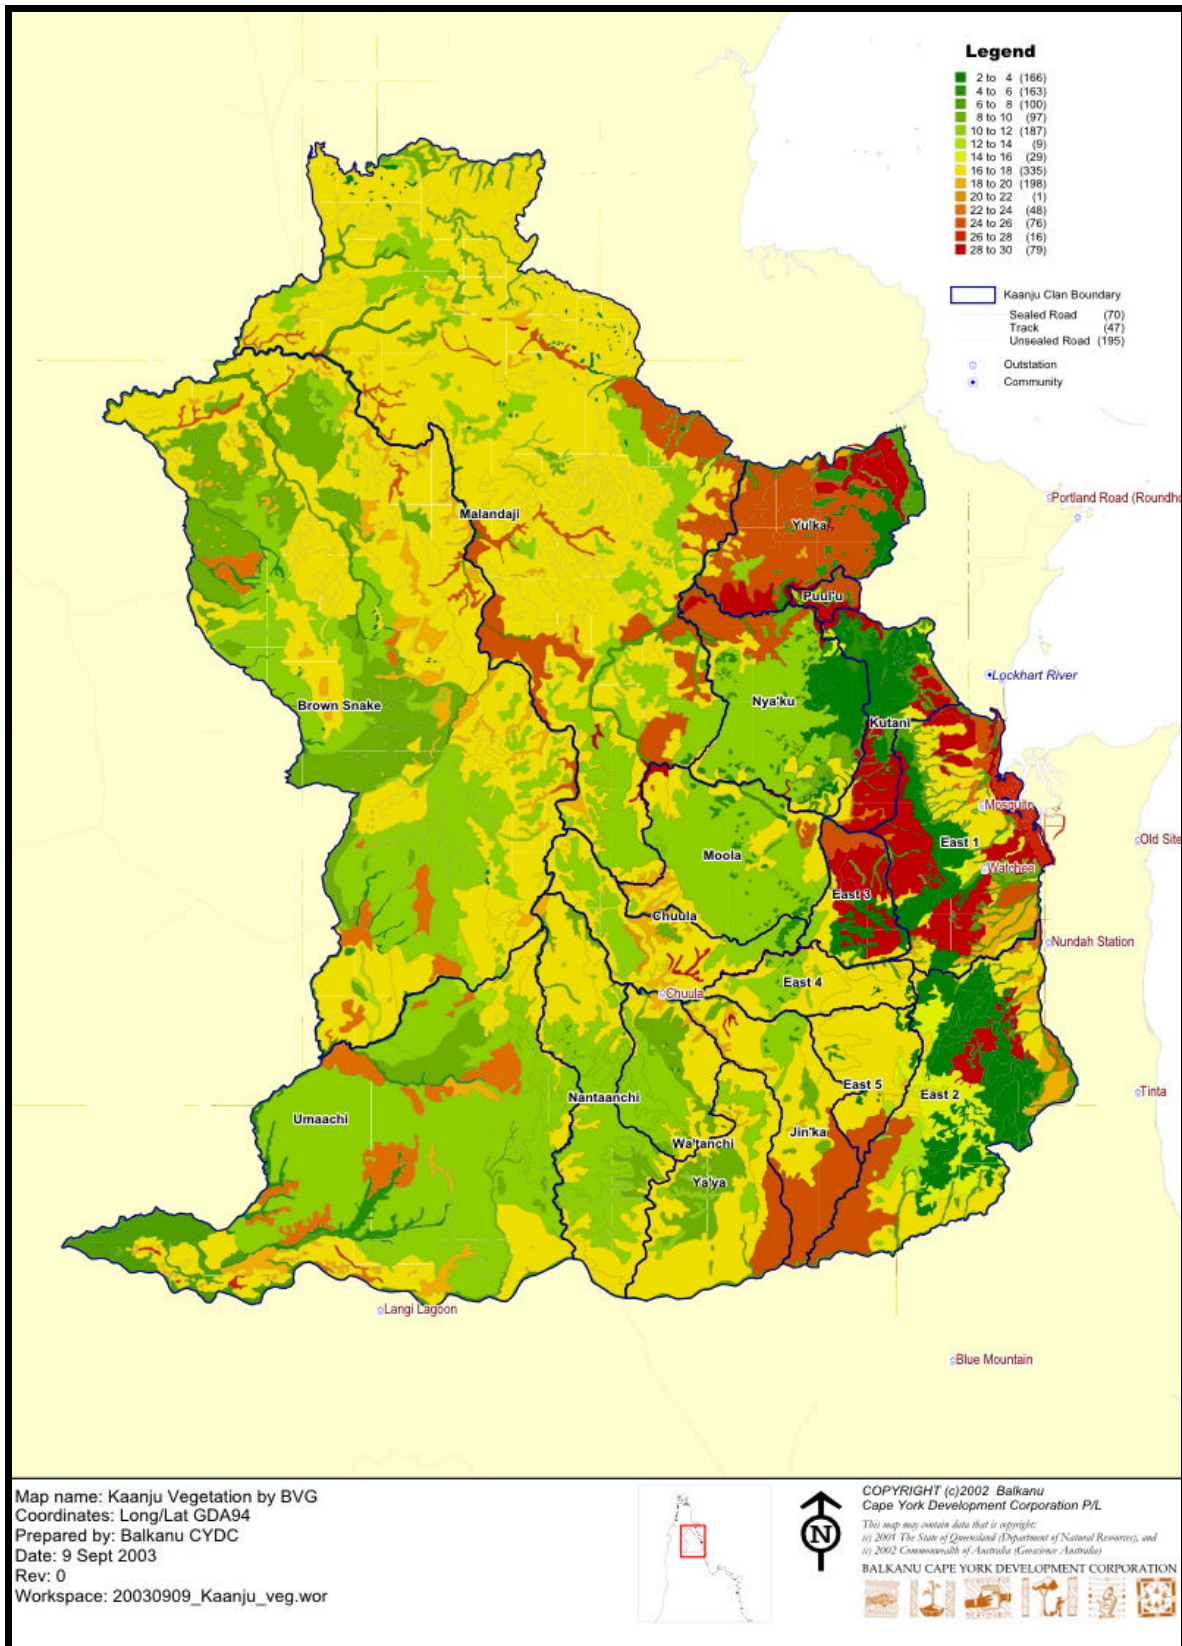 Legend
2 to 4 (166)
4 to 6 (163)
6 to 8 (100)
8 to 10 (97)
10 to 12 (187)
12 to 14 (9)
14 to 16 (29)
16 to 18 (335)
18 to 20 (198)
20 to 22 (1)
22 to 24 (48)
24 to 26 (76)
26 to 28 (16)
28 to 30 (79)
Kaanju Clan Boundary
Sealed Road (70)
Track (47)
Unsealed Road (195)
Outstation
Community
Portland Road (Roundho
Malandaji
Yu'ka
Puul'u
Lockhart River
Brown Snake
Nya'ku
Kutani
Mosquito
Old Site
East 1
Moola
Watchee
East 3
Chuula
Nundah Station
East 4
Chuula
East 5
East 2
Tinta
Nantaanchi
Umaachi
Jin'ka
Wa'tanchi
Ya'ya
Langi Lagoon
Blue Mountain
Map name: Kaanju Vegetation by BVG
Coordinates: Long/Lat GDA94
Prepared by: Balkanu CYDC
Date: 9 Sept 2003
Rev: 0
Workspace: 20030909_Kaanju_veg.wor
N
COPYRIGHT (c)2002 Balkanu
Cape York Development Corporation P/L
This map may contain data that is copyright:
(c) 2001 The State of Queensland (Department of Natural Resources), and
(c) 2002 Commonwealth of Australia (Geoscience Australia)
BALKANU CAPE YORK DEVELOPMENT CORPORATION